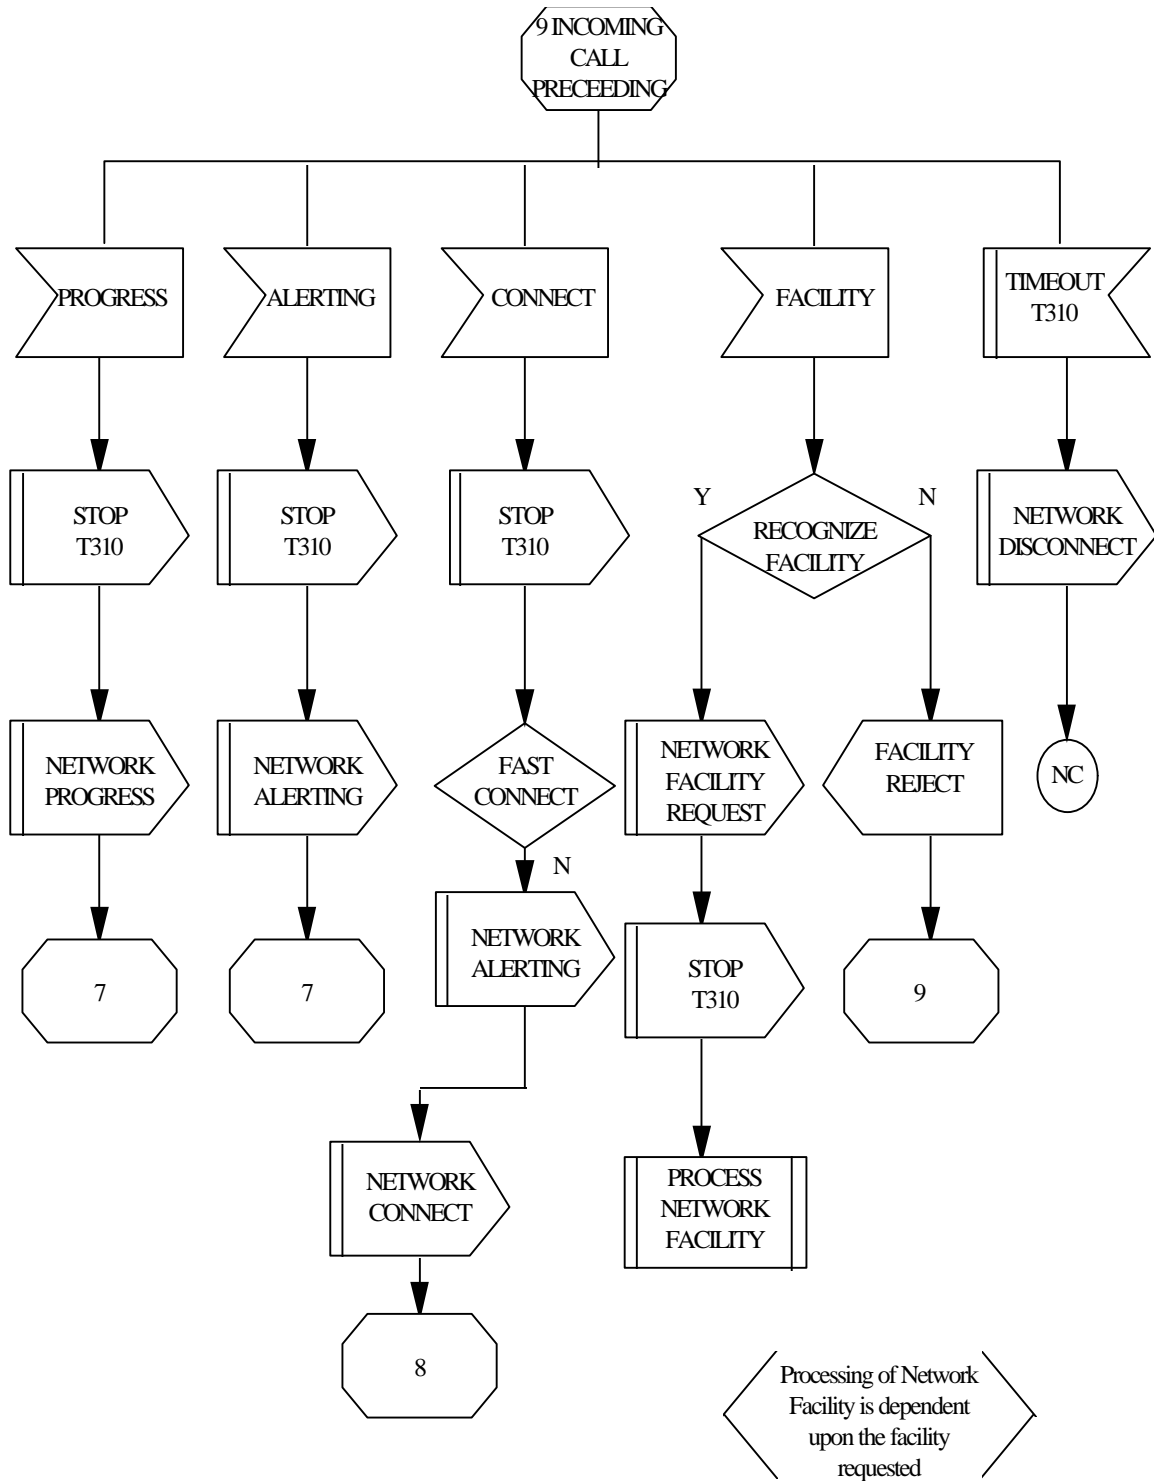 9 INCOMING
CALL
PRECEEDING
PROGRESS
ALERTING
CONNECT
FACILITY
TIMEOUT
T310
STOP
T310
STOP
T310
STOP
T310
Y
N
RECOGNIZE
FACILITY
NETWORK
DISCONNECT
NETWORK
PROGRESS
NETWORK
ALERTING
FAST
CONNECT
NETWORK
FACILITY
REQUEST
FACILITY
REJECT
NC
N
NETWORK
ALERTING
7
7
STOP
T310
9
NETWORK
CONNECT
PROCESS
NETWORK
FACILITY
8
Processing of Network
Facility is dependent
upon the facility
requested